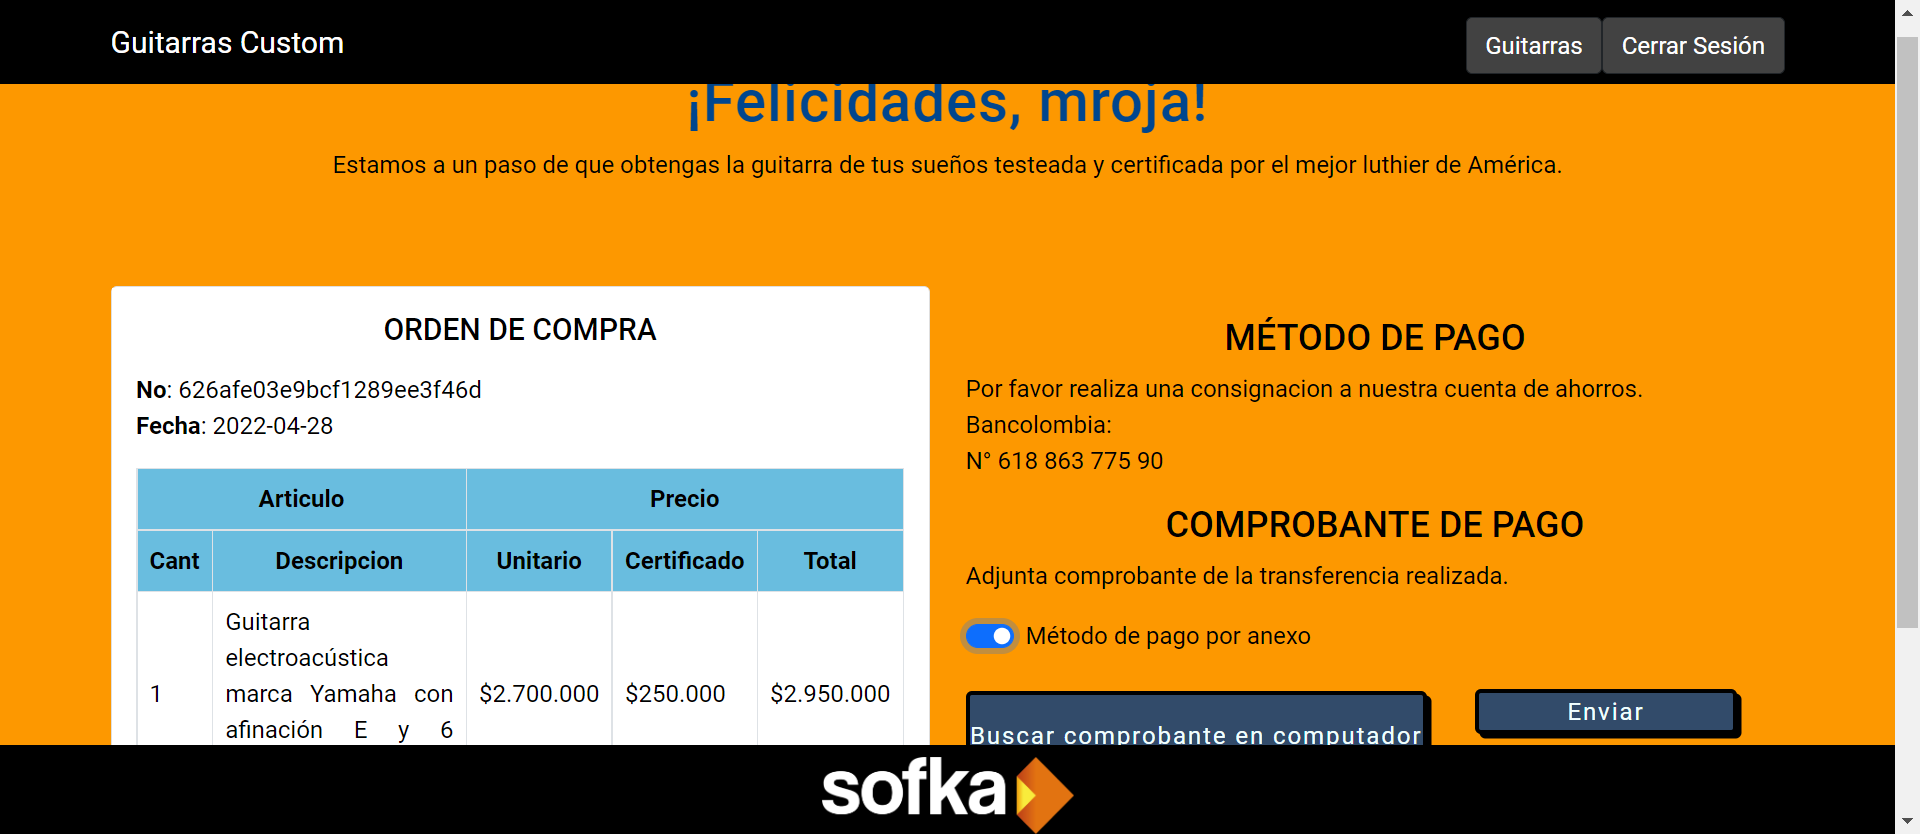 Guitarras Custom
Guitarras
Cerrar Sesión
¡Felicidades, mroja!
Estamos a un paso de que obtengas la guitarra de tus sueños testeada y certificada por el mejor luthier de América.
ORDEN DE COMPRA
No: 626afe03e9bcf1289ee3f46d
Fecha: 2022-04-28
Articulo Precio
Cant Descripcion Unitario Certificado Total
Guitarra
electroacústica
1 marca Yamaha con $2.700.000 $250.000 $2.950.000
afinación E y 6
MÉTODO DE PAGO
Por favor realiza una consignacion a nuestra cuenta de ahorros.
Bancolombia:
N° 618 863 775 90
COMPROBANTE DE PAGO
Adjunta comprobante de la transferencia realizada.
Método de pago por anexo
Buscar comprobante en computador
Enviar
sofka